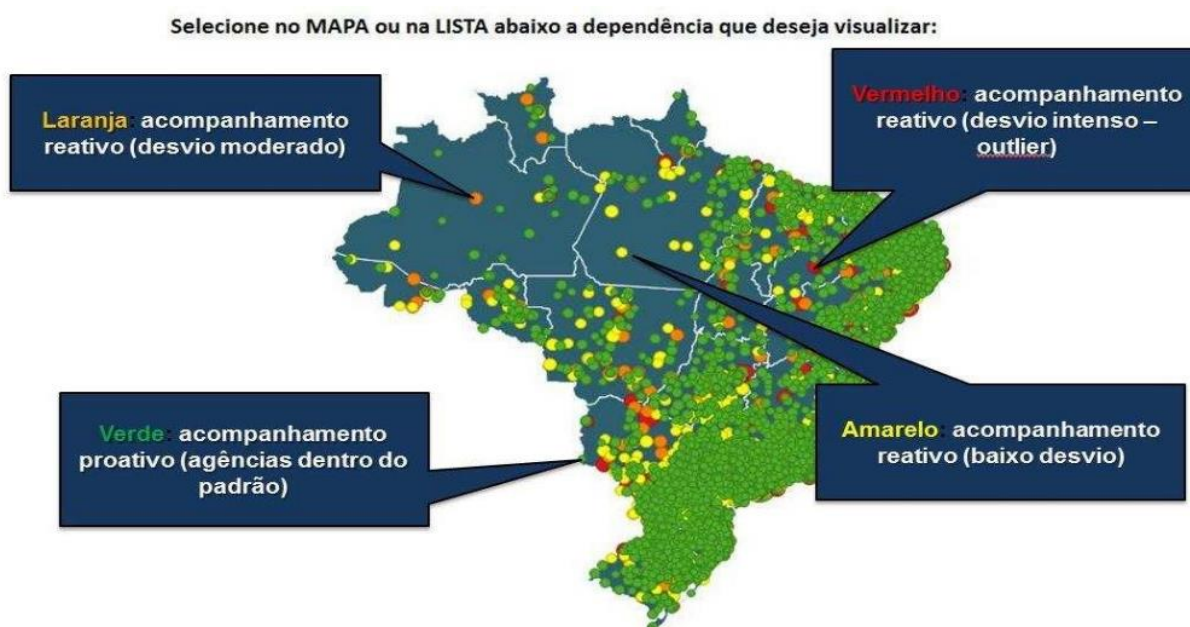 Selecione no MAPA ou na LISTA abaixo a dependência que deseja visualizar:
Laranja: acompanhamento
reativo (desvio moderado)
Vermelho: acompanhamento
reativo (desvio intenso –
outlier)
Verde: acompanhamento
proativo (agências dentro do
padrão)
Amarelo: acompanhamento
reativo (baixo desvio)